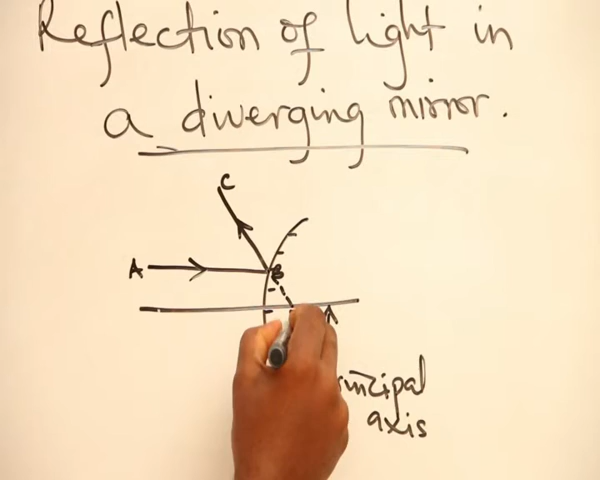 Reflection of light in
a diverging mirror.
C
A
B
axis